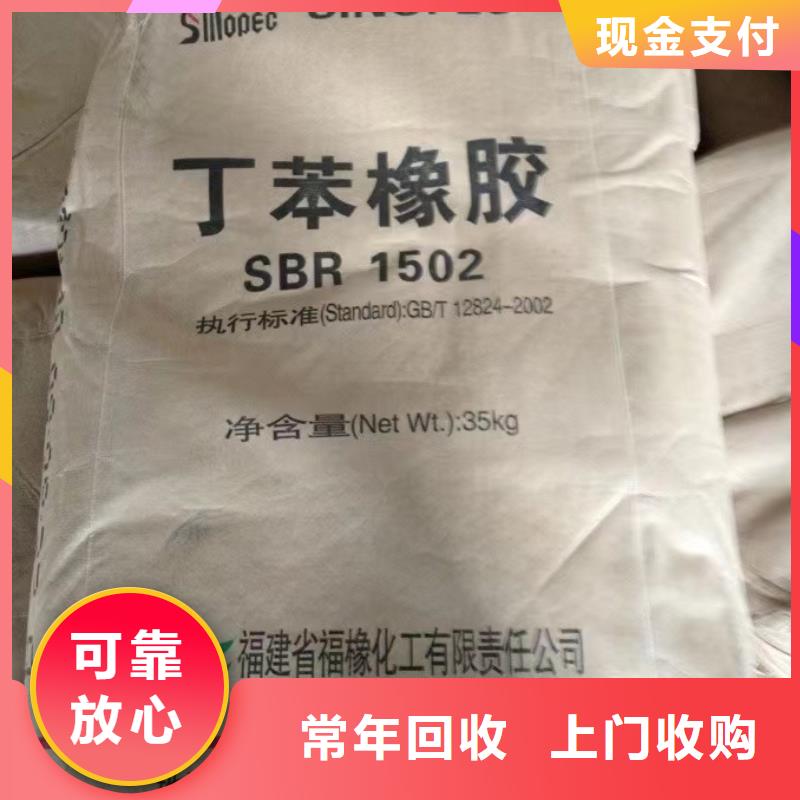 现金支付
Sinopec
丁苯橡胶
SBR 1502
执行标准(Standard):GB/T 12824-2002
净含量(Net Wt.):35kg
福建省福橡化工有限责任公司
可靠
放心
常年回收 上门收购